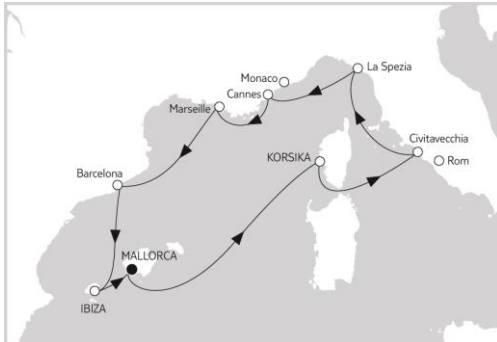 La Spezia
Monaco
Cannes
Marseille
Civitavecchia
KORSIKA
Rom
Barcelona
MALLORCA
IBIZA